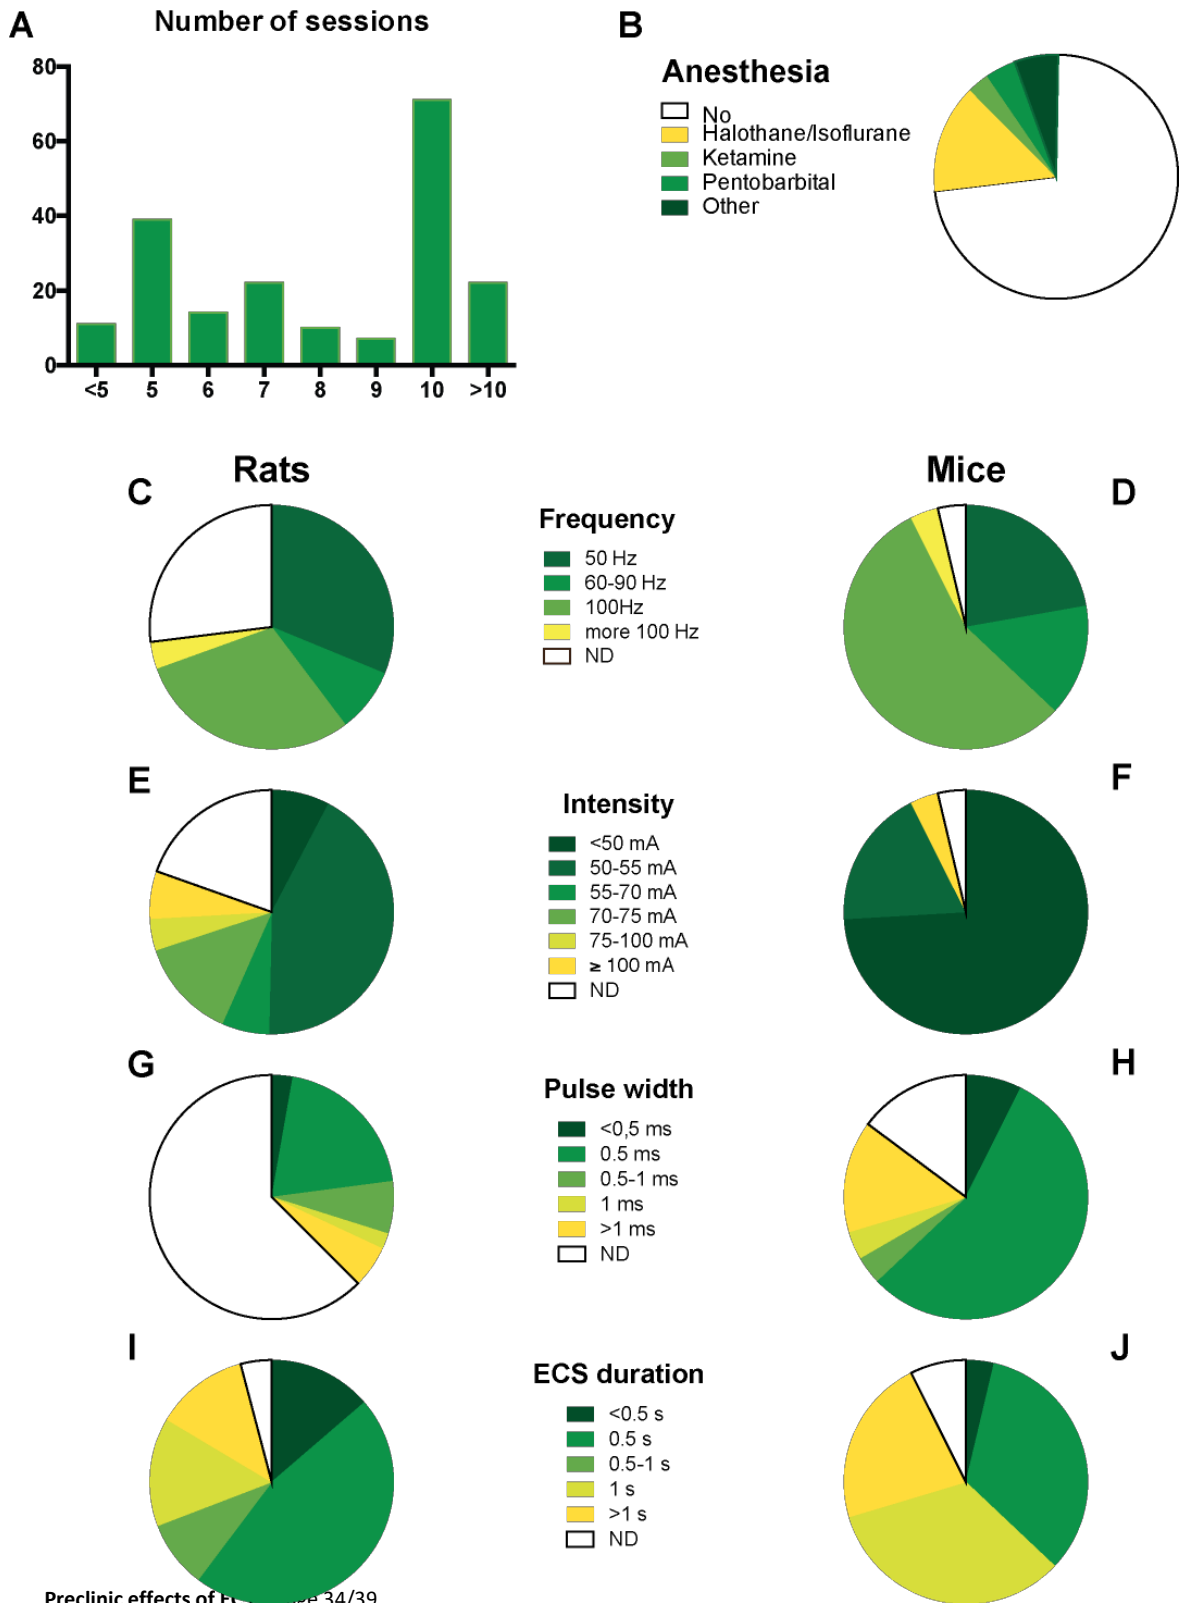 A
Number of sessions
80
60
40
20
0
<5 5 6 7 8 9 10 >10
B
Anesthesia
No
Halothane/Isoflurane
Ketamine
Pentobarbital
Other
Rats
Mice
C
D
Frequency
50 Hz
60-90 Hz
100Hz
more 100 Hz
ND
E
F
Intensity
<50 mA
50-55 mA
55-70 mA
70-75 mA
75-100 mA
≥ 100 mA
ND
G
H
Pulse width
<0,5 ms
0.5 ms
0.5-1 ms
1 ms
>1 ms
ND
I
J
ECS duration
<0.5 s
0.5 s
0.5-1 s
1 s
>1 s
ND
Preclinic effects of 34/39